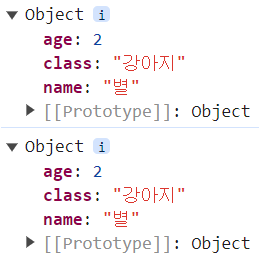 ▼ Object i
age: 2
class: "강아지"
name: "별"
▶ [[Prototype]]: Object
▼ Object i
age: 2
class: "강아지"
name: "별"
▶ [[Prototype]]: Object